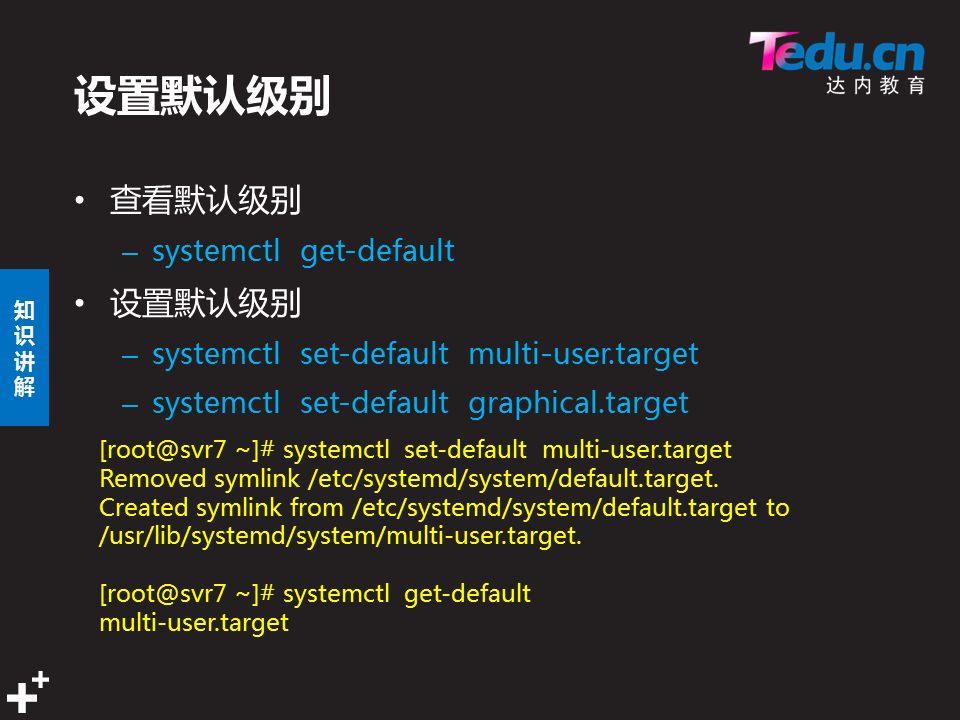 Tedu.cn
达内教育
设置默认级别
• 查看默认级别
– systemctl get-default
• 设置默认级别
– systemctl set-default multi-user.target
– systemctl set-default graphical.target
知识讲解
[root@svr7 ~]# systemctl set-default multi-user.target
Removed symlink /etc/systemd/system/default.target.
Created symlink from /etc/systemd/system/default.target to
/usr/lib/systemd/system/multi-user.target.
[root@svr7 ~]# systemctl get-default
multi-user.target